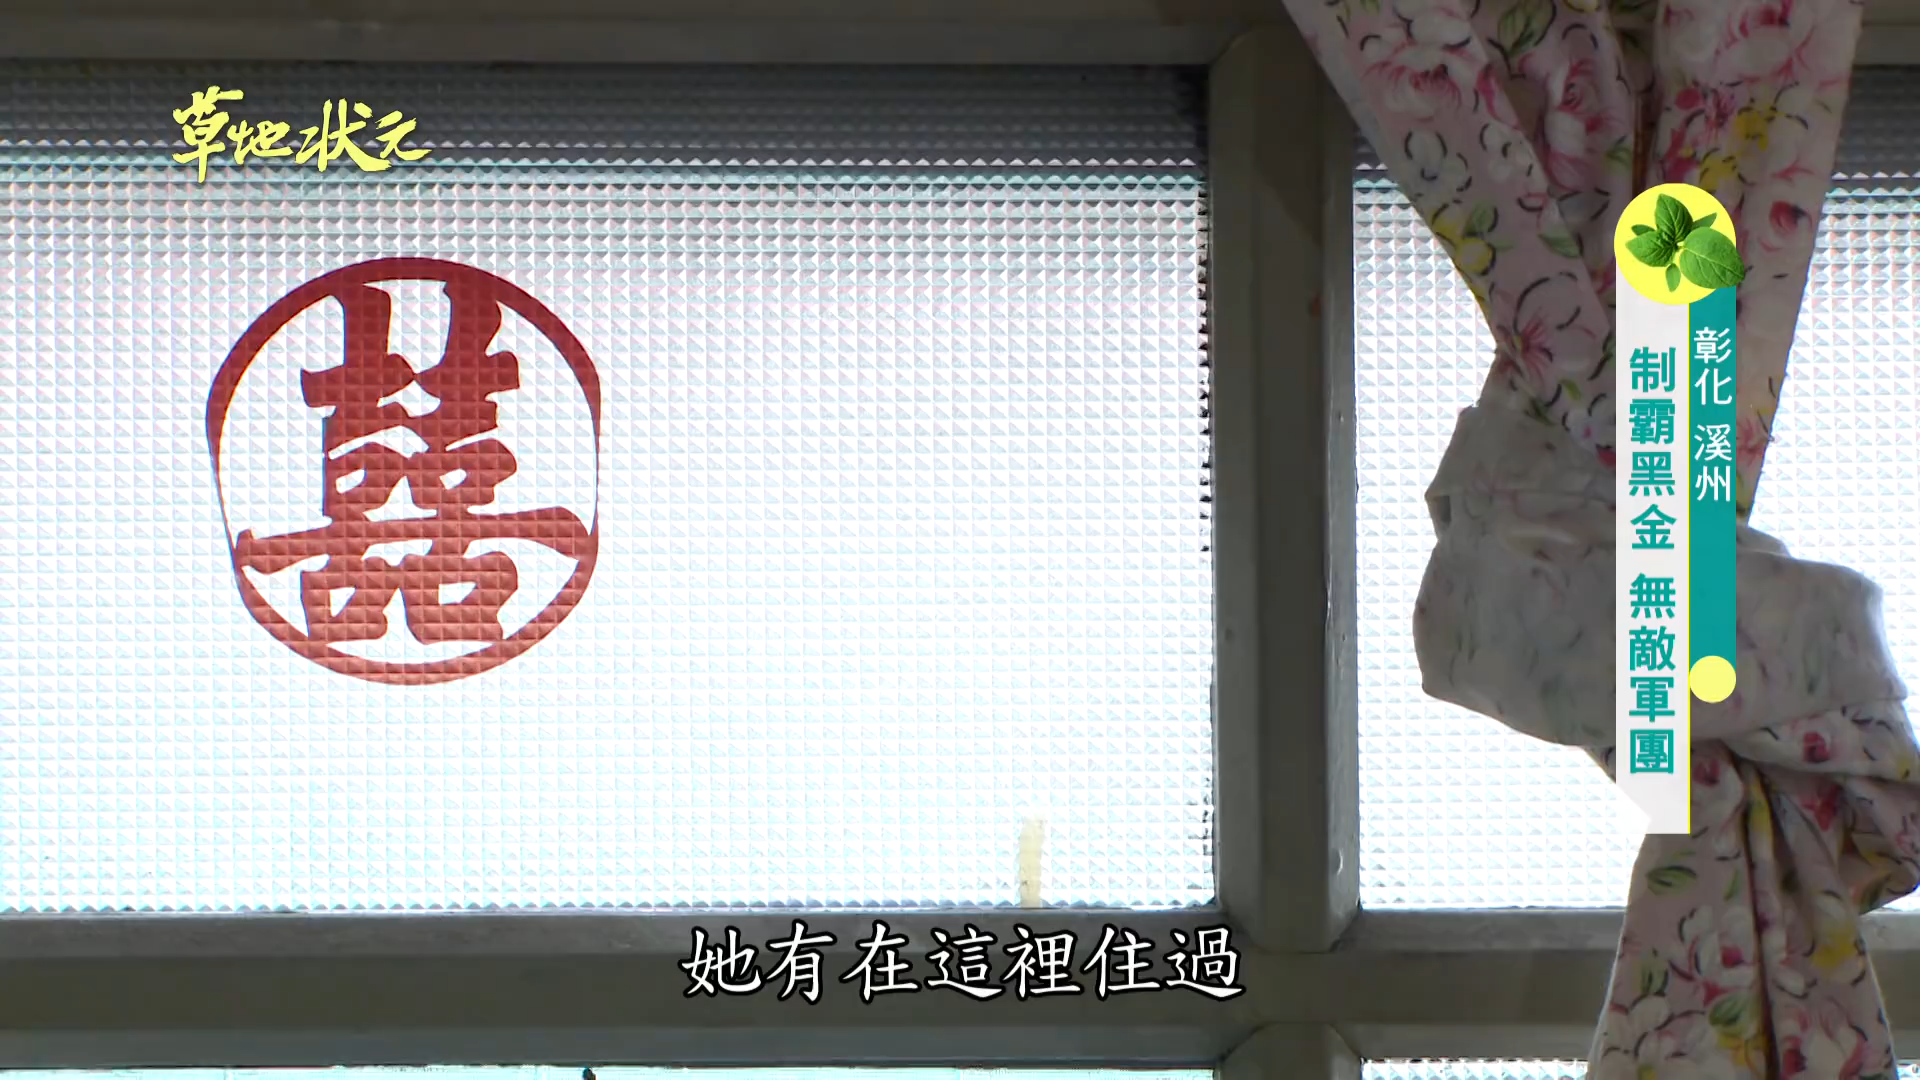 草地狀元
囍
彰化 溪州
制霸黑金 無敵軍團
她有在這裡住過